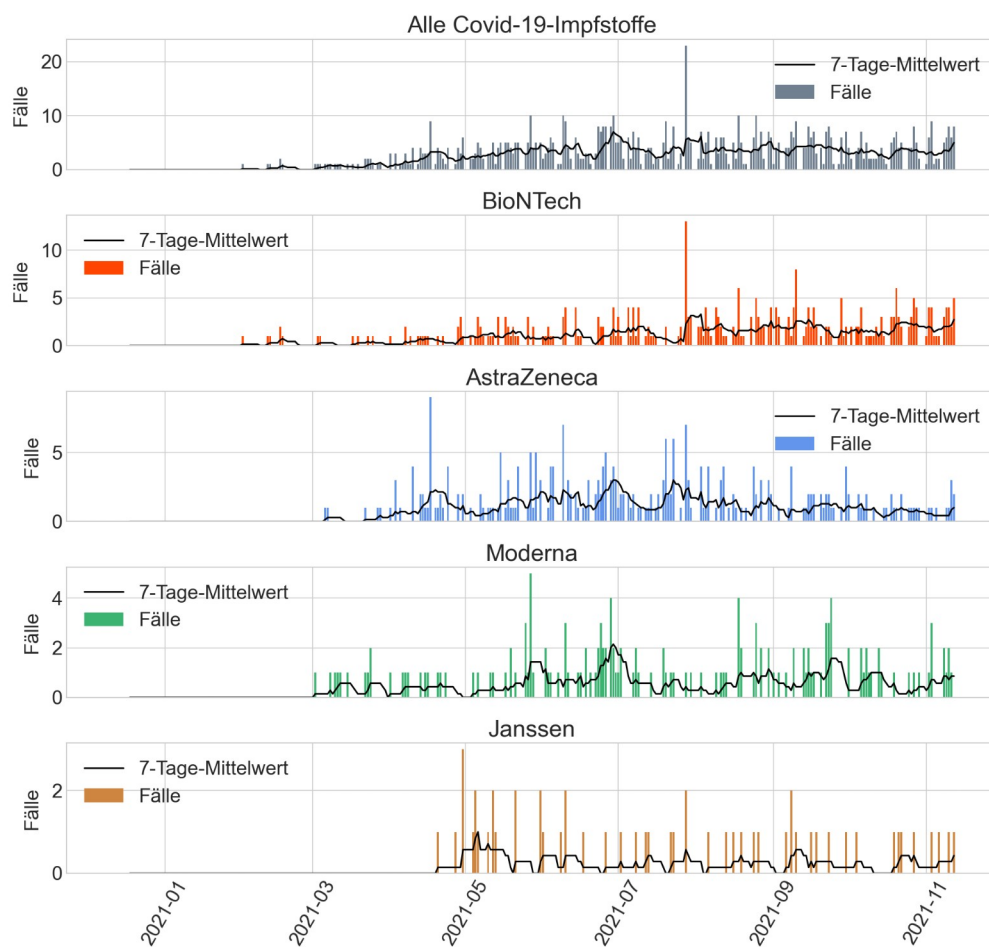 Alle Covid-19-Impfstoffe
Fälle
20
10
0
7-Tage-Mittelwert
Fälle
BioNTech
Fälle
10
5
0
7-Tage-Mittelwert
Fälle
AstraZeneca
Fälle
5
0
7-Tage-Mittelwert
Fälle
Moderna
Fälle
4
2
0
7-Tage-Mittelwert
Fälle
Janssen
Fälle
2
0
7-Tage-Mittelwert
Fälle
2021-01
2021-03
2021-05
2021-07
2021-09
2021-11